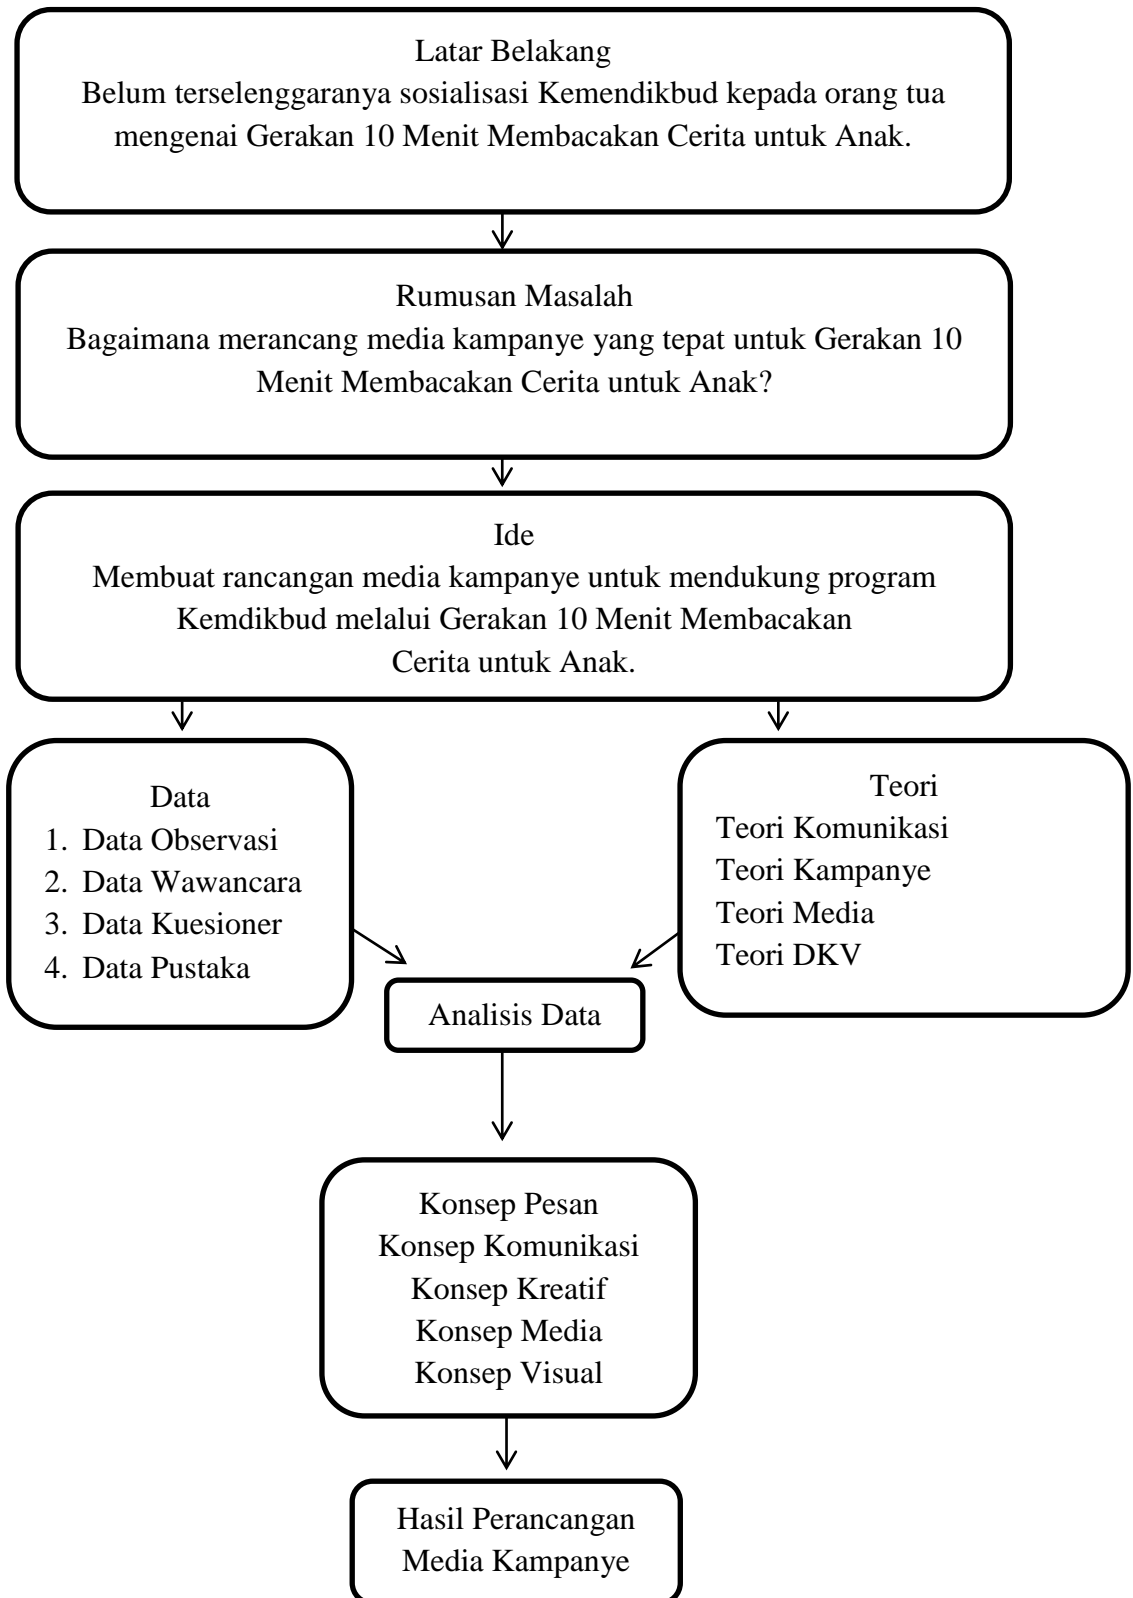 Latar Belakang
Belum terselenggaranya sosialisasi Kemendikbud kepada orang tua
mengenai Gerakan 10 Menit Membacakan Cerita untuk Anak.
Rumusan Masalah
Bagaimana merancang media kampanye yang tepat untuk Gerakan 10
Menit Membacakan Cerita untuk Anak?
Ide
Membuat rancangan media kampanye untuk mendukung program
Kemdikbud melalui Gerakan 10 Menit Membacakan
Cerita untuk Anak.
Data
1. Data Observasi
2. Data Wawancara
3. Data Kuesioner
4. Data Pustaka
Teori
Teori Komunikasi
Teori Kampanye
Teori Media
Teori DKV
Analisis Data
Konsep Pesan
Konsep Komunikasi
Konsep Kreatif
Konsep Media
Konsep Visual
Hasil Perancangan
Media Kampanye